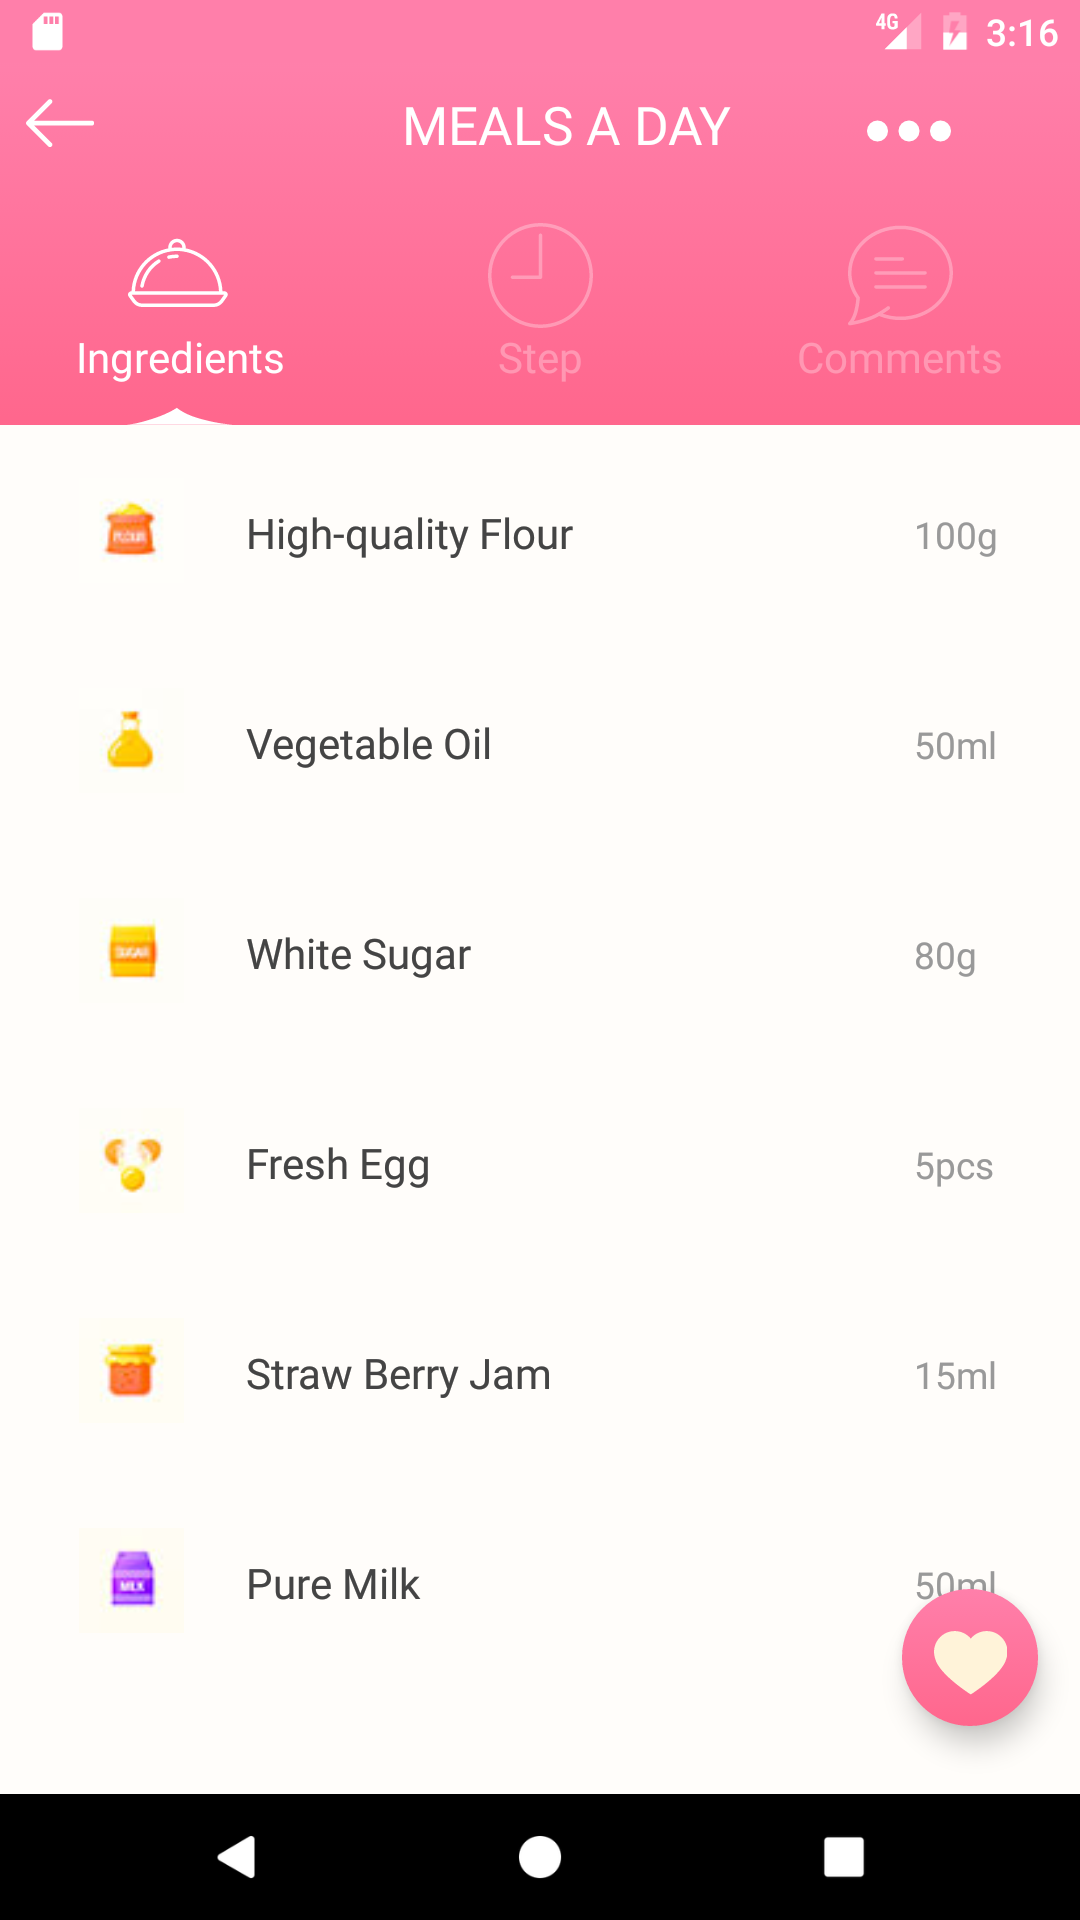 4G 3:16
MEALS A DAY
Ingredients Step Comments
FLOUR High-quality Flour 100g
Vegetable Oil 50ml
SUGAR White Sugar 80g
Fresh Egg 5pcs
Straw Berry Jam 15ml
MILK Pure Milk 50ml